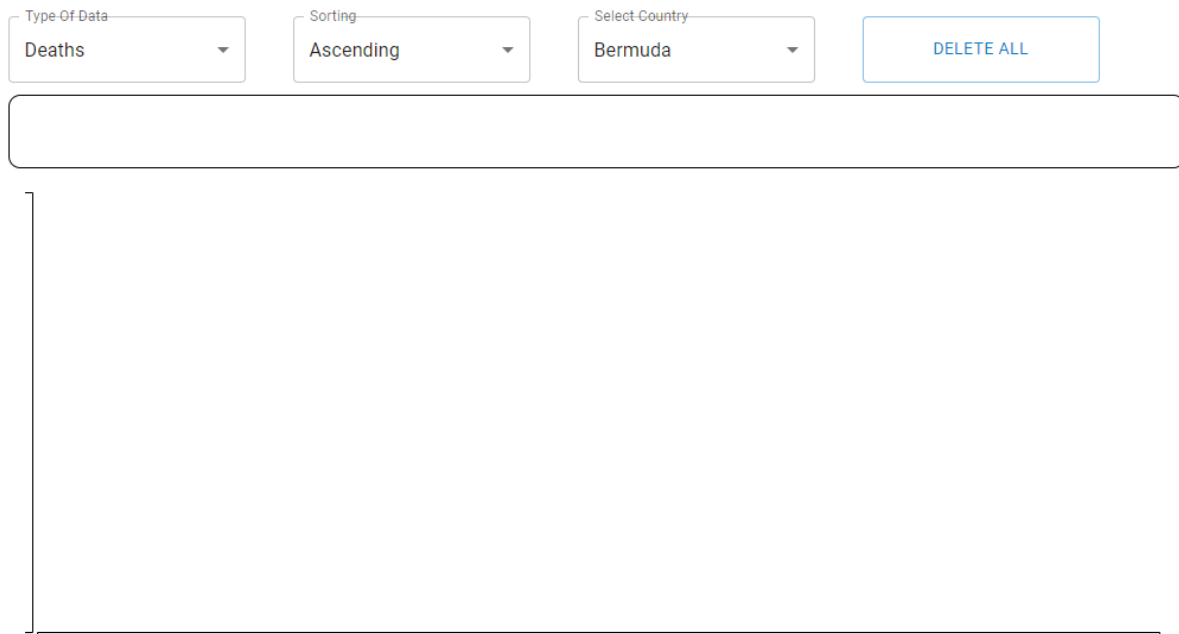 Type Of Data
Deaths
Sorting
Ascending
Select Country
Bermuda
DELETE ALL